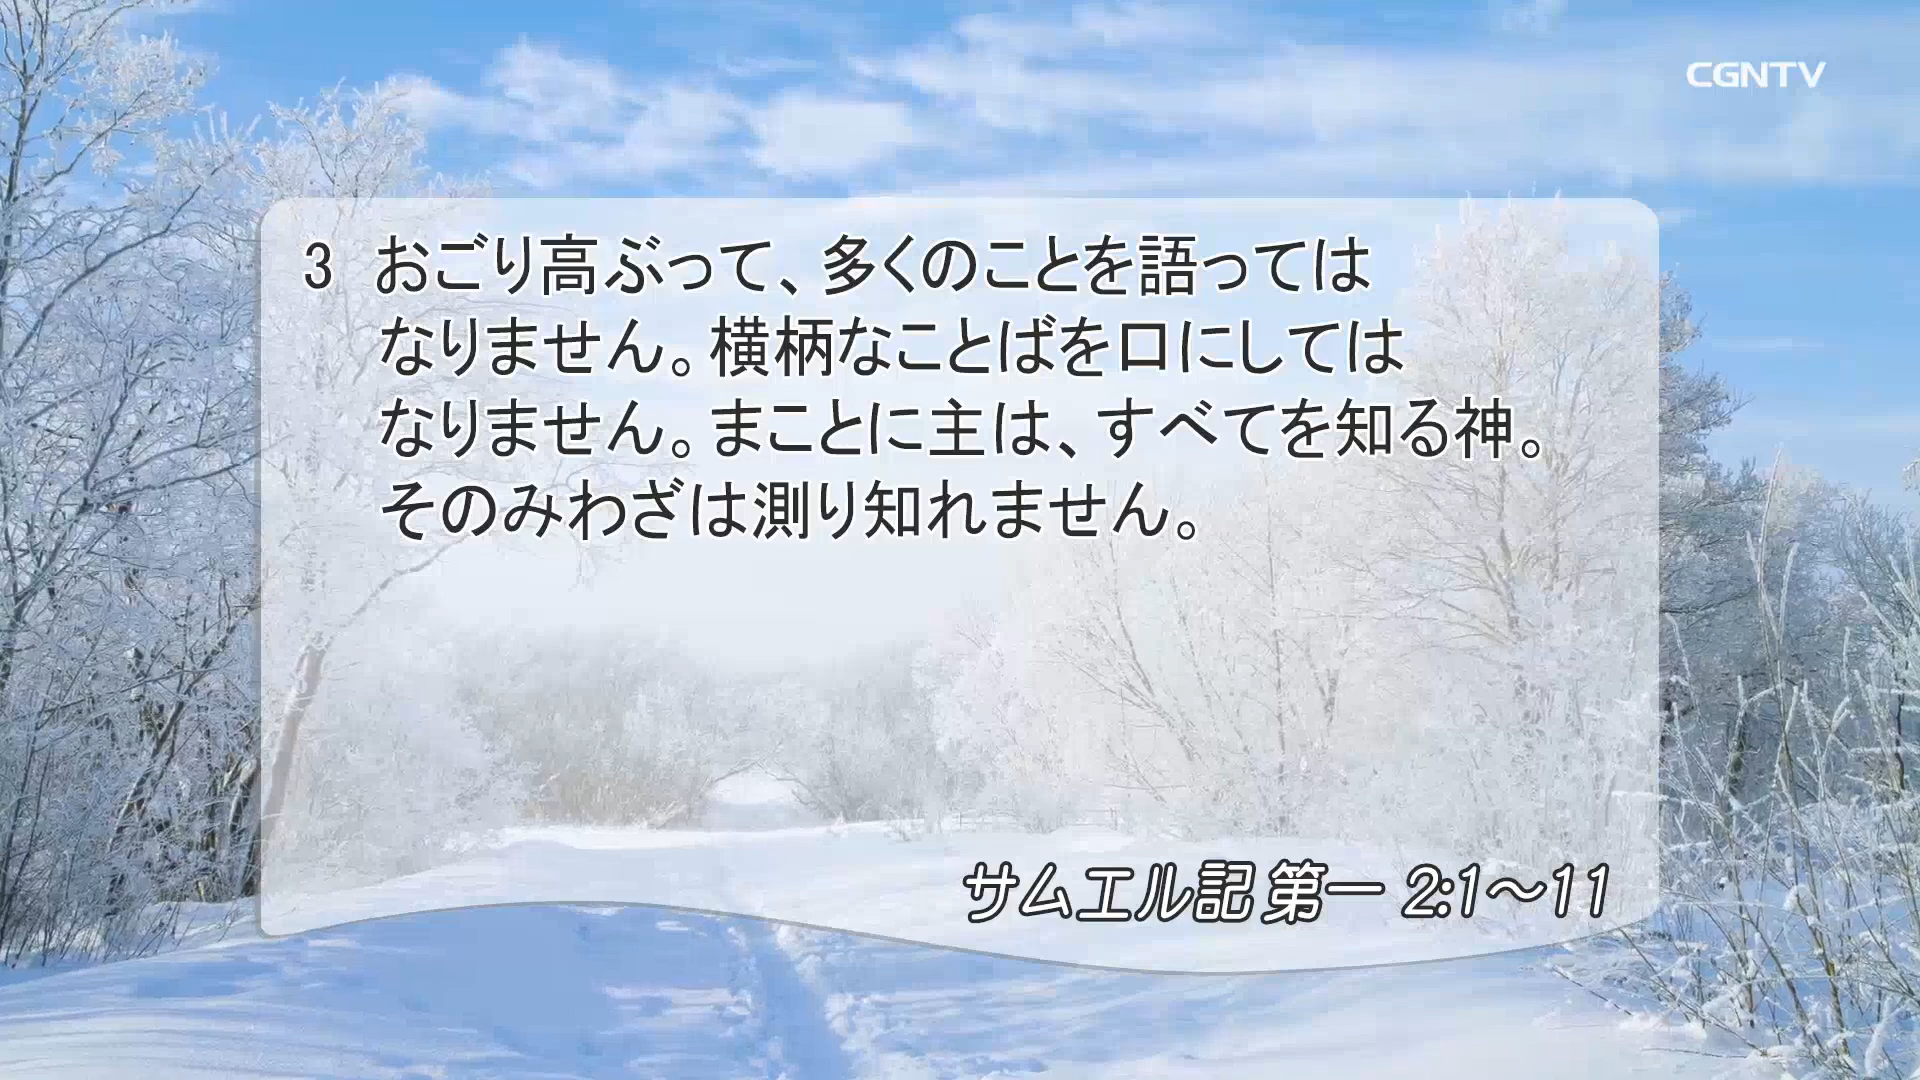 CGNTV
3 おごり高ぶって、多くのことを語っては
なりません。横柄なことばを口にしては
なりません。まことに主は、すべてを知る神。
そのみわざは測り知れません。
サムエル記 第一 2:1〜11